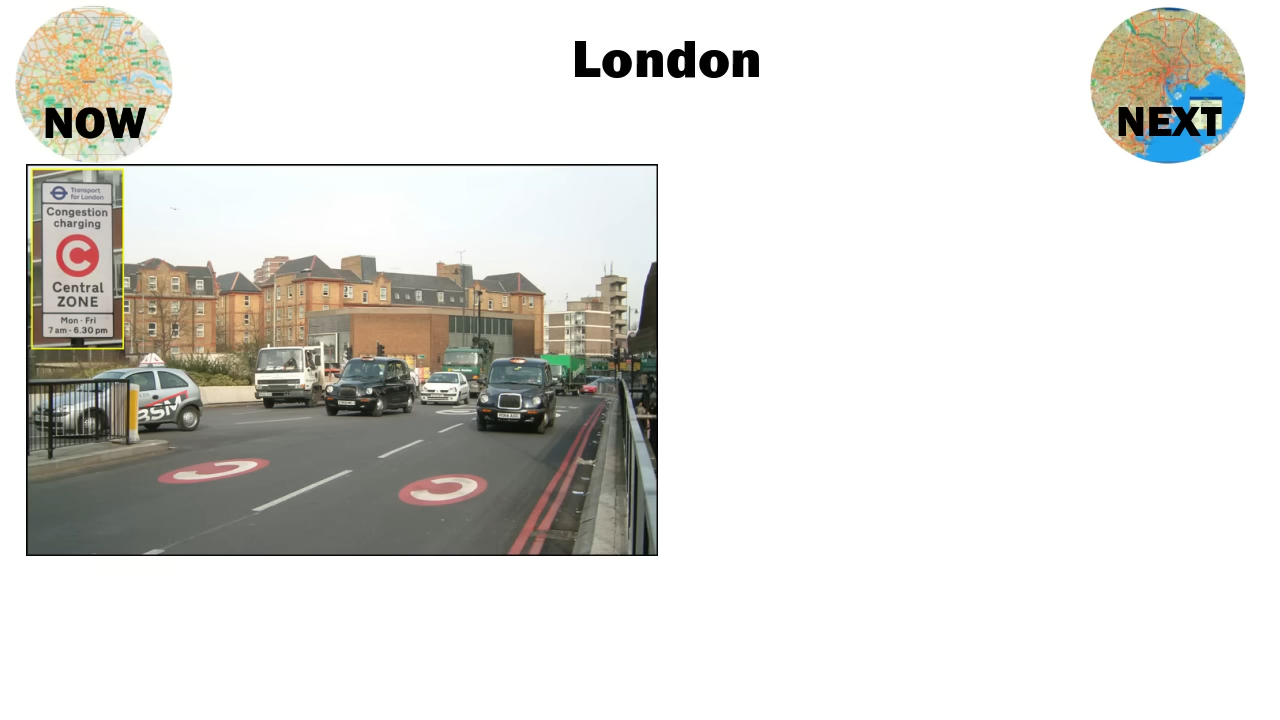 London
NOW
NEXT
Transport
for London
Congestion
charging
C
Central
ZONE
Mon - Fri
7 am - 6.30 pm
BSM